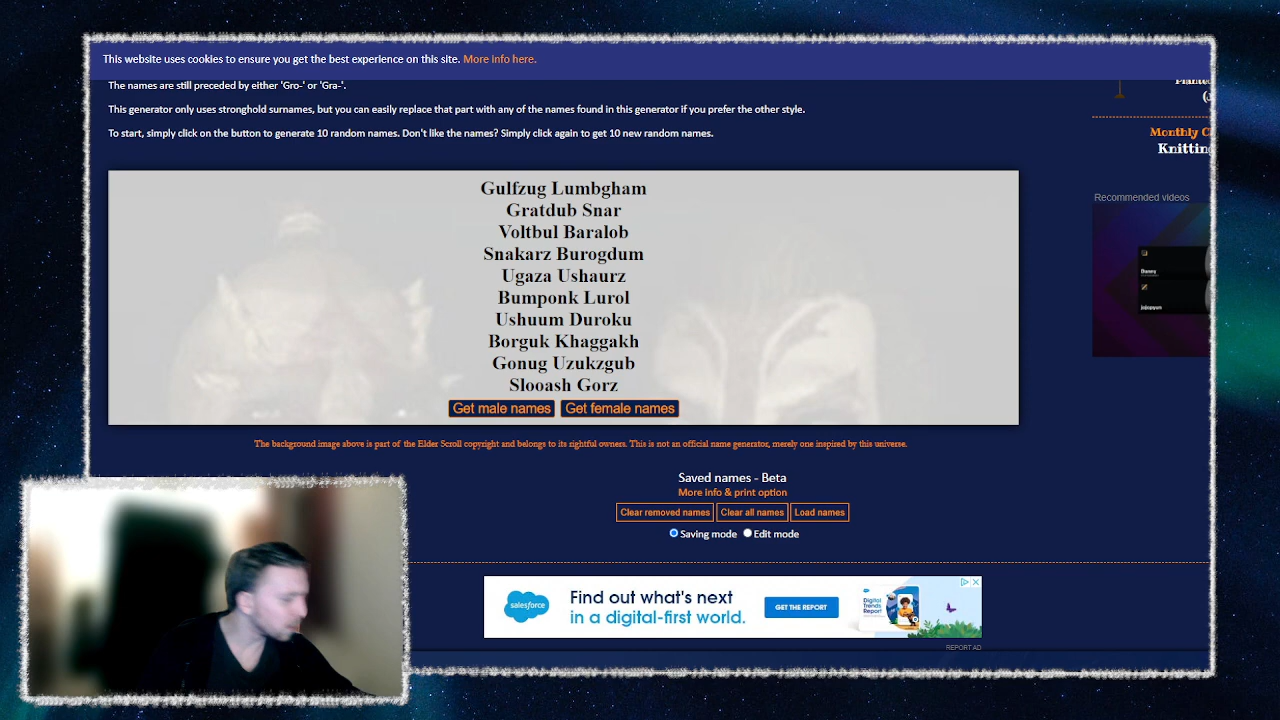 This website uses cookies to ensure you get the best experience on this site. More info here.
The names are still preceded by either 'Gro-' or 'Gra-'.
This generator only uses stronghold surnames, but you can easily replace that part with any of the names found in this generator if you prefer the other style.
To start, simply click on the button to generate 10 random names. Don't like the names? Simply click again to get 10 new random names.
Monthly C
Knitting
Recommended videos
Danny
Gulfzug Lumbgham
Gratdub Snar
Voltbul Baralob
Snakarz Burogdum
Ugaza Ushaurz
Bumponk Lurol
Ushuum Duroku
Borguk Khaggakh
Gonug Uzukzgub
Slooash Gorz
Get male names Get female names
The background image above is part of the Elder Scroll copyright and belongs to its rightful owners. This is not an official name generator, merely one inspired by this universe.
Saved names - Beta
More info & print option
Clear removed names Clear all names Load names
Saving mode Edit mode
salesforce
Find out what's next
in a digital-first world.
GET THE REPORT
Digital
Trends
Report
REPORT AD